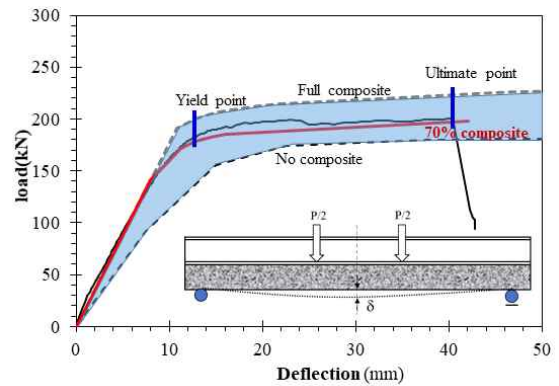 300
250
200
150
100
50
0
load(kN)
Yield point
Full composite
Ultimate point
70% composite
No composite
P/2
P/2
δ
0
10
20
30
40
50
Deflection (mm)